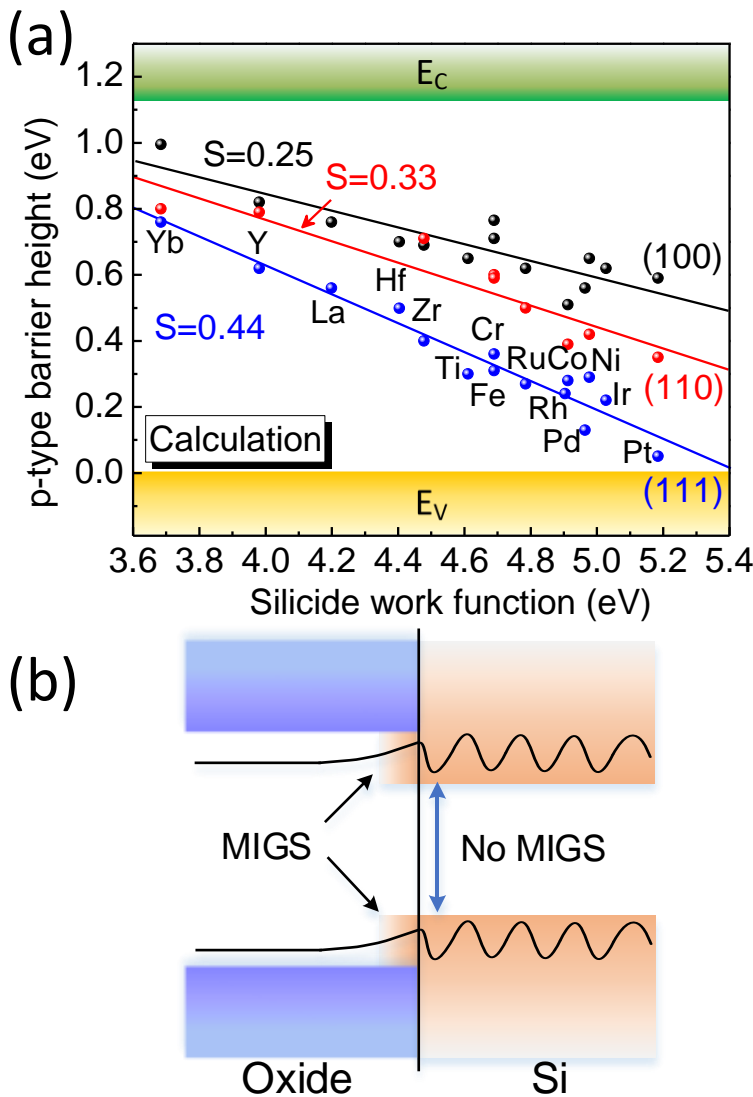 (a)
p-type barrier height (eV)
1.2
1.0
0.8
0.6
0.4
0.2
0.0
E_C
S=0.25
S=0.33
S=0.44
Yb
Y
La
Hf
Zr
Ti
Cr
Fe
Ru
Co
Ni
Rh
Ir
Pd
Pt
(100)
(110)
(111)
Calculation
E_V
3.6 3.8 4.0 4.2 4.4 4.6 4.8 5.0 5.2 5.4
Silicide work function (eV)
(b)
MIGS
No MIGS
Oxide
Si